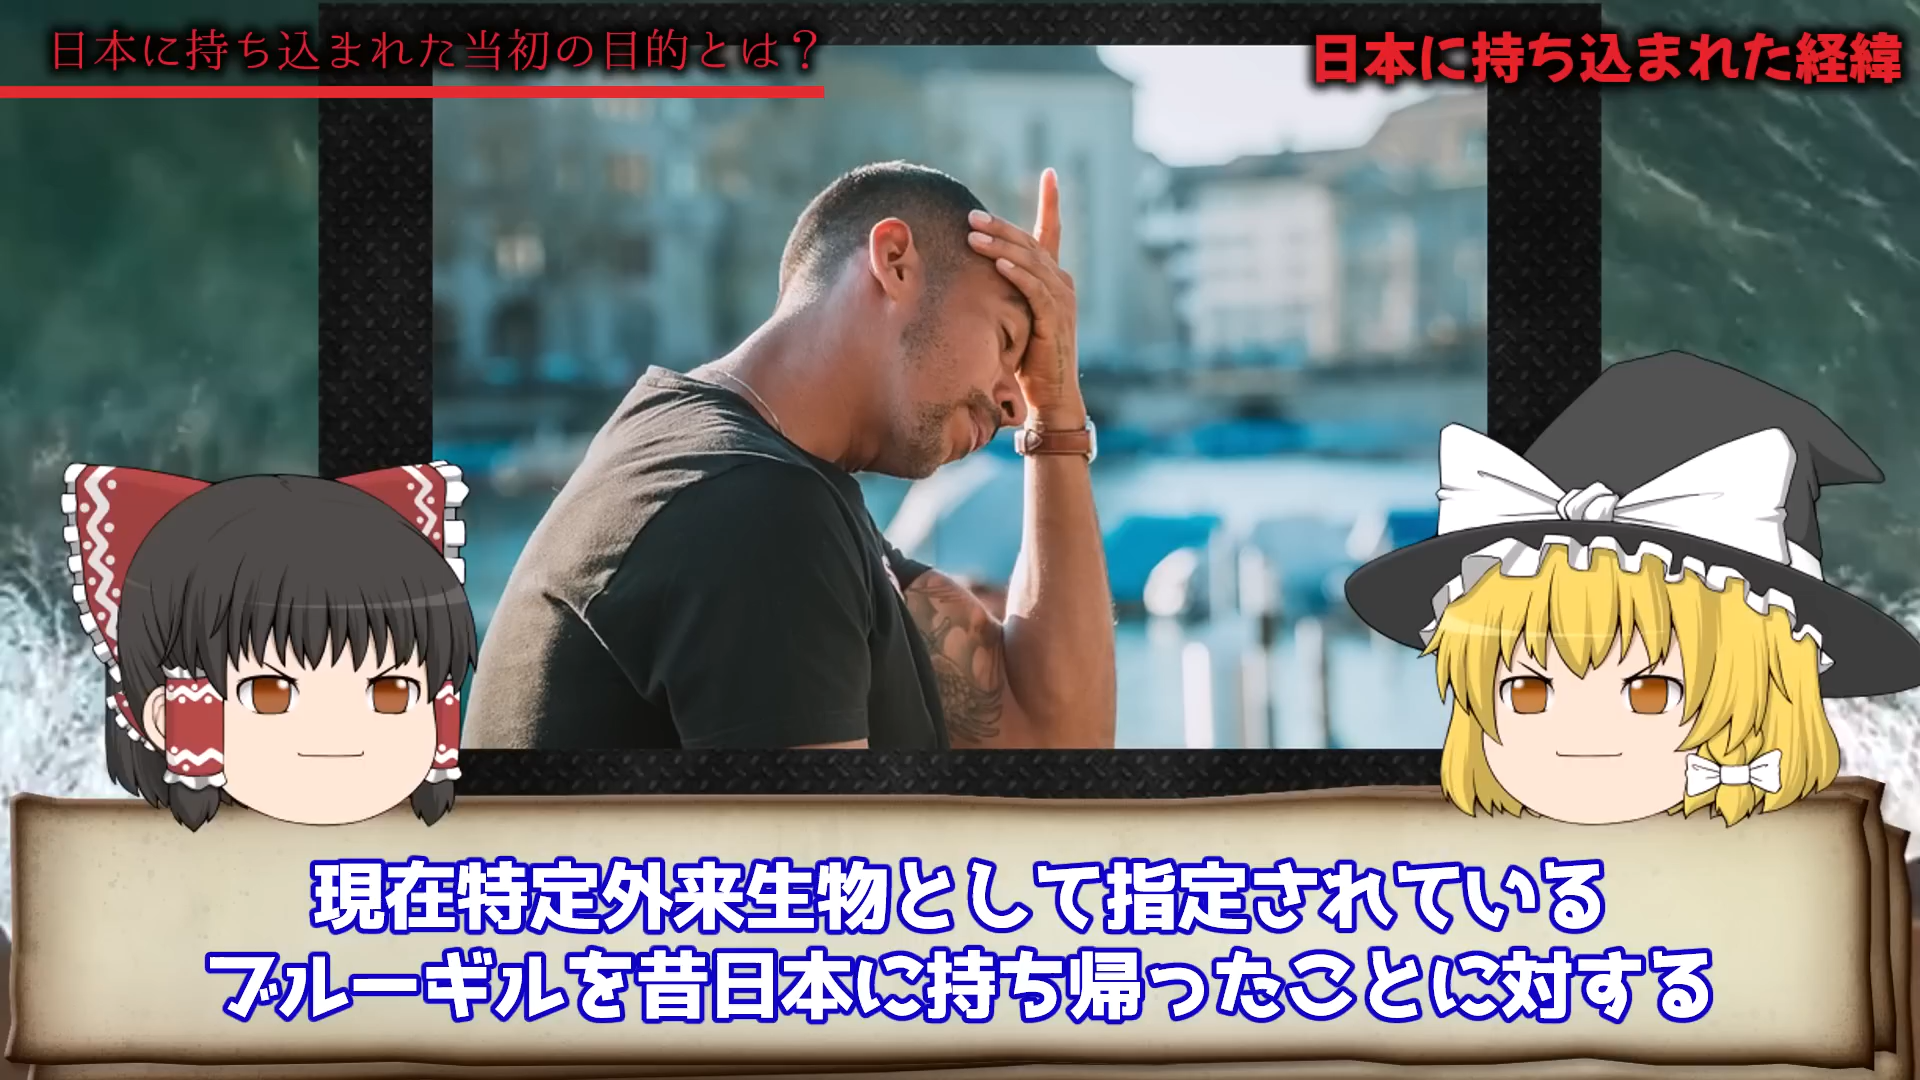 日本に持ち込まれた当初の目的とは？
日本に持ち込まれた経緯
現在特定外来生物として指定されている
ブルーギルを昔日本に持ち帰ったことに対する